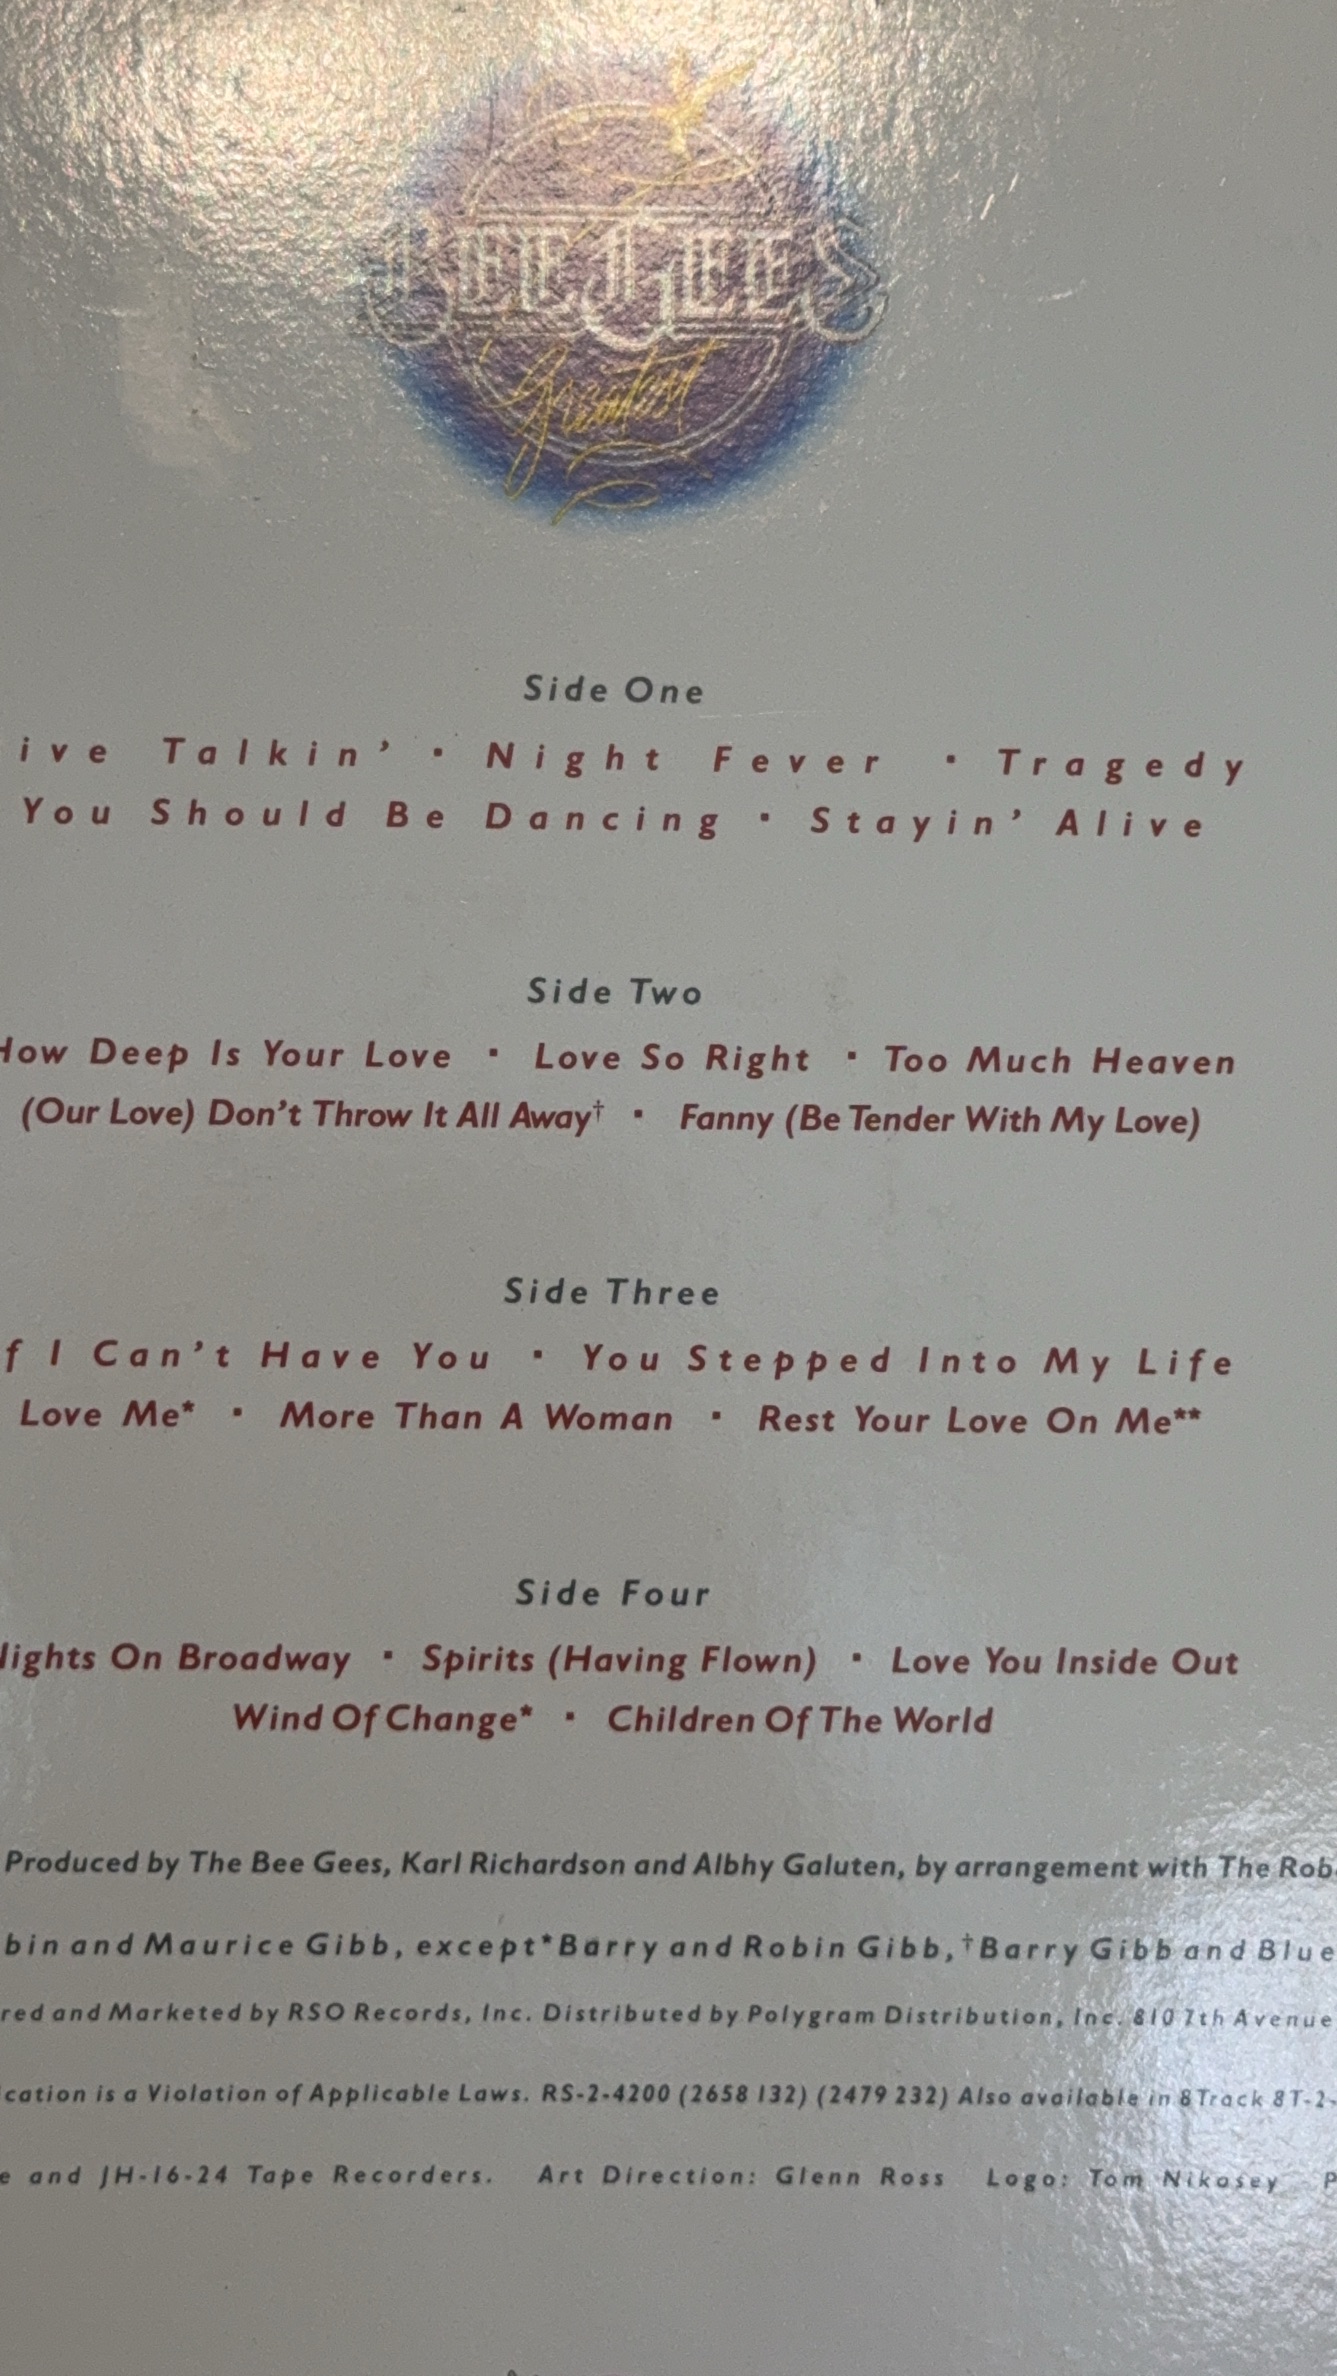 BEE GEES
Greatest
Side One
ive Talkin’ · Night Fever · Tragedy
You Should Be Dancing · Stayin’ Alive
Side Two
How Deep Is Your Love · Love So Right · Too Much Heaven
(Our Love) Don’t Throw It All Away† · Fanny (Be Tender With My Love)
Side Three
f I Can’t Have You · You Stepped Into My Life
Love Me* · More Than A Woman · Rest Your Love On Me**
Side Four
lights On Broadway · Spirits (Having Flown) · Love You Inside Out
Wind Of Change* · Children Of The World
Produced by The Bee Gees, Karl Richardson and Albhy Galuten, by arrangement with The Rob
bin and Maurice Gibb, except *Barry and Robin Gibb, †Barry Gibb and Blue
red and Marketed by RSO Records, Inc. Distributed by Polygram Distribution, Inc. 810 7th Avenue
cation is a Violation of Applicable Laws. RS-2-4200 (2658 132) (2479 232) Also available in 8Track 8T-2-
e and JH-16-24 Tape Recorders. Art Direction: Glenn Ross Logo: Tom Nikosey P